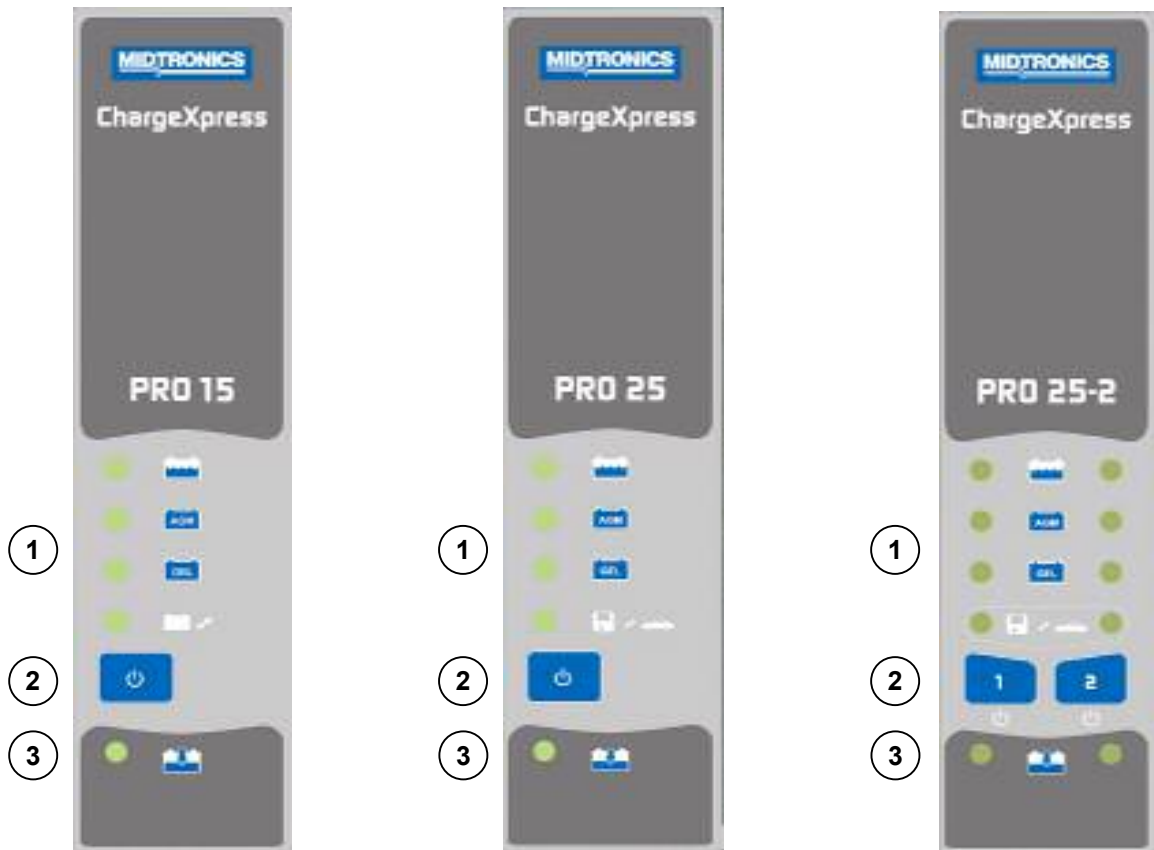 MIDTRONICS
ChargeXpress
PRO 15
AGM
GEL
1
2
3
MIDTRONICS
ChargeXpress
PRO 25
AGM
GEL
1
2
3
MIDTRONICS
ChargeXpress
PRO 25-2
AGM
GEL
1
2
1
2
3